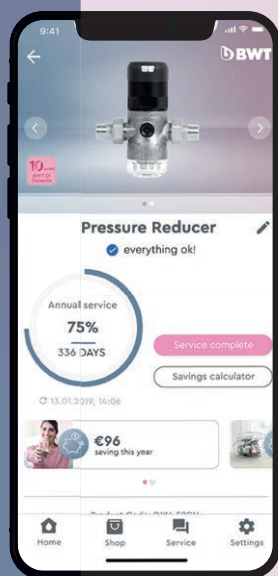 9:41
BWT
10
Pressure Reducer
everything ok!
Annual service
75%
336 DAYS
Service complete
Savings calculator
13.01.2019, 14:06
€96
saving this year
Home
Shop
Service
Settings